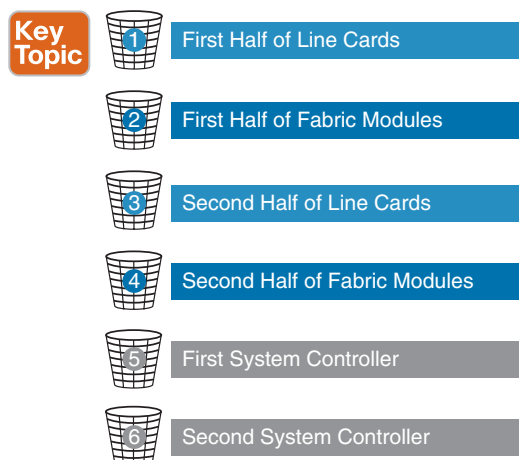 Key
Topic
1 First Half of Line Cards
2 First Half of Fabric Modules
3 Second Half of Line Cards
4 Second Half of Fabric Modules
5 First System Controller
6 Second System Controller